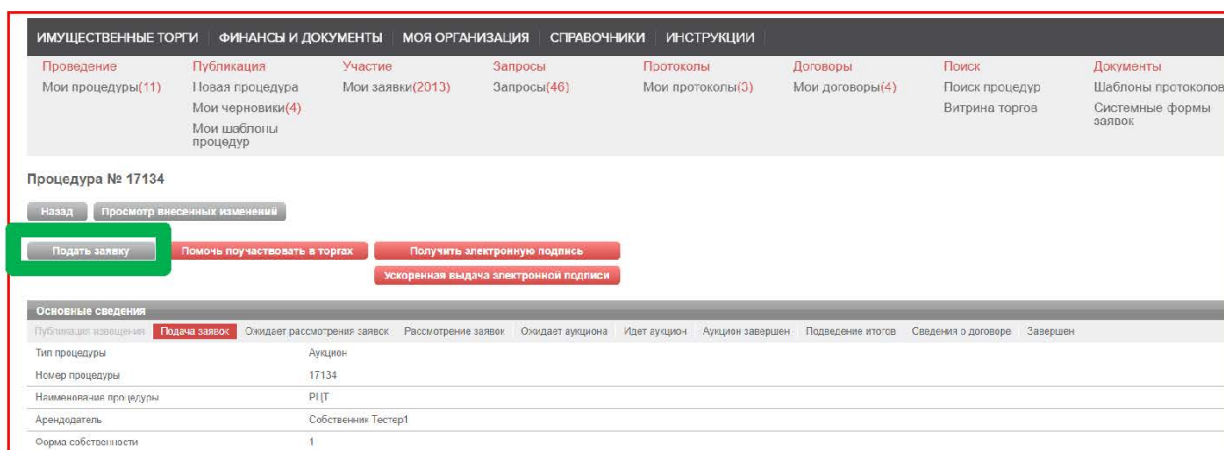 ИМУЩЕСТВЕННЫЕ ТОРГИ ФИНАНСЫ И ДОКУМЕНТЫ МОЯ ОРГАНИЗАЦИЯ СПРАВОЧНИКИ ИНСТРУКЦИИ
Проведение Публикация Участие Запросы Протоколы Договоры Поиск Документы
Мои процедуры(11) Новая процедура Мои заявки(2013) Запросы(46) Мои протоколы(3) Мои договоры(4) Поиск процедур Шаблоны протоколов
Мои черновики(4) Витрина торгов Системные формы заявок
Мои шаблоны процедур
Процедура № 17134
Назад Просмотр внесенных изменений
Подать заявку Помочь поучаствовать в торгах Получить электронную подпись
Ускоренная выдача электронной подписи
Основные сведения
Публикация извещения Подача заявок Ожидает рассмотрения заявок Рассмотрение заявок Ожидает аукциона Идет аукцион Аукцион завершен Подведение итогов Сведения о договоре Завершен
Тип процедуры Аукцион
Номер процедуры 17134
Наименование процедуры РЦТ
Арендодатель Собственник Тестер1
Форма собственности 1